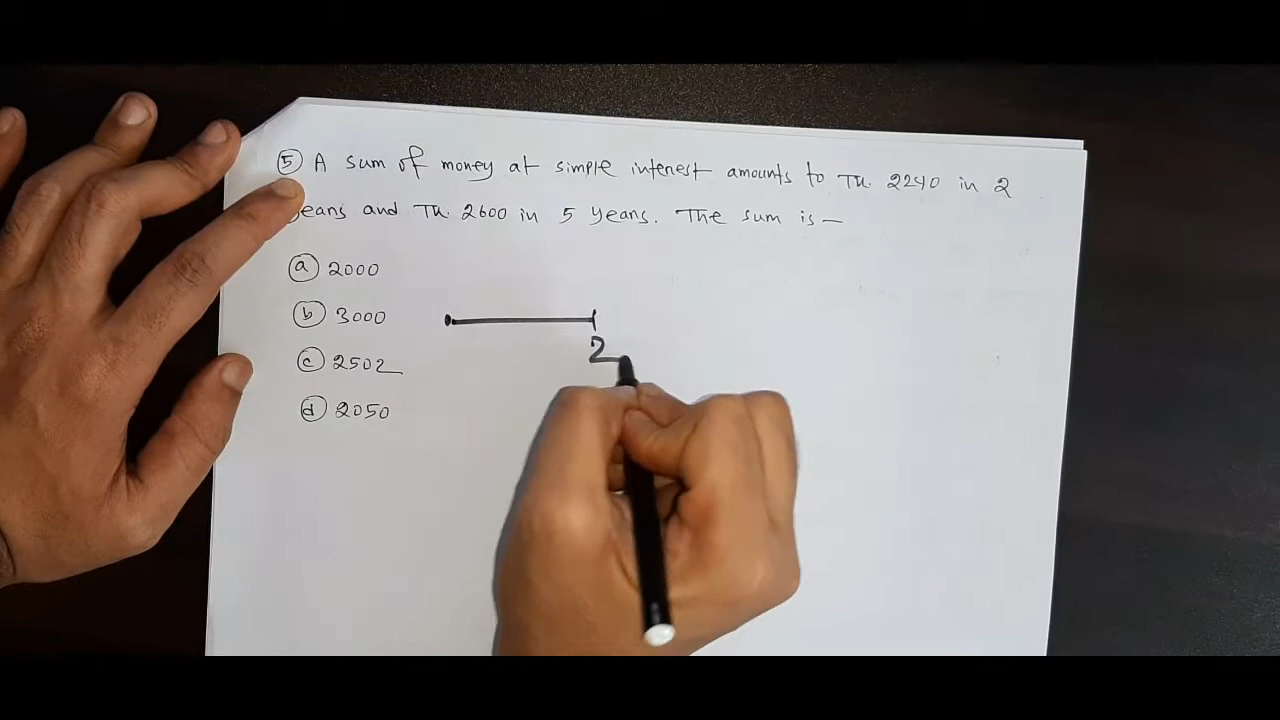 5 A sum of money at simple interest amounts to TK. 2240 in 2
years and TK. 2600 in 5 years. The sum is —
a 2000
b 3000
c 2502
d 2050
2